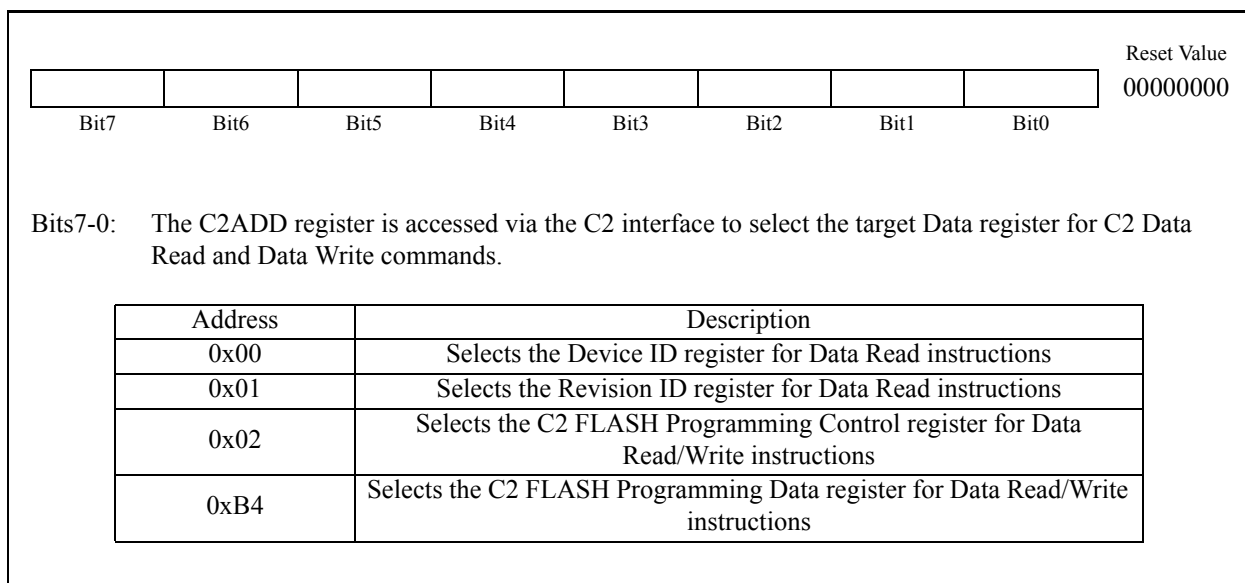 Reset Value
00000000
Bit7 Bit6 Bit5 Bit4 Bit3 Bit2 Bit1 Bit0
Bits7-0: The C2ADD register is accessed via the C2 interface to select the target Data register for C2 Data
Read and Data Write commands.
Address Description
0x00 Selects the Device ID register for Data Read instructions
0x01 Selects the Revision ID register for Data Read instructions
0x02 Selects the C2 FLASH Programming Control register for Data
Read/Write instructions
0xB4 Selects the C2 FLASH Programming Data register for Data Read/Write
instructions